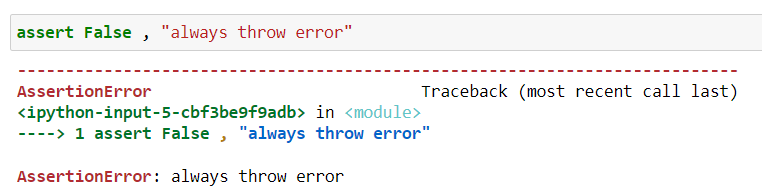 assert False , "always throw error"
---------------------------------------------------------------------------
AssertionError                            Traceback (most recent call last)
<ipython-input-5-cbf3be9f9adb> in <module>
----> 1 assert False , "always throw error"
AssertionError: always throw error